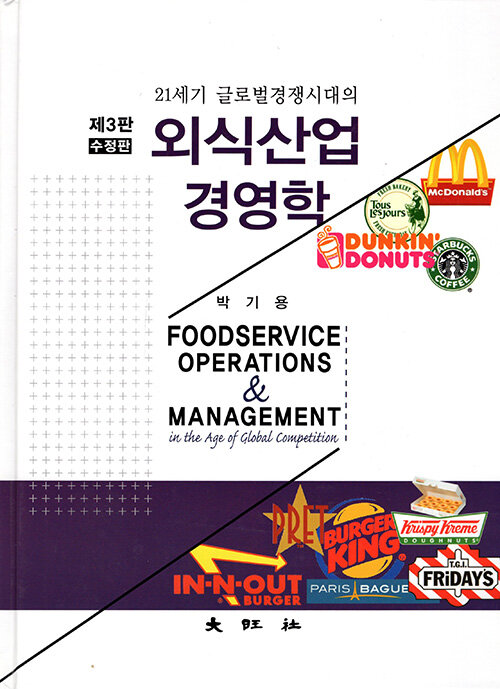 21세기 글로벌경쟁시대의
제3판
수정판
외식산업
경영학
McDonald's
FRESH BAKERY
Tous
les Jours
DUNKIN'
DONUTS
STARBUCKS
COFFEE
박기용
FOODSERVICE
OPERATIONS
&
MANAGEMENT
in the Age of Global Competition
PRET
BURGER
KING
Krispy Kreme
DOUGHNUTS
IN-N-OUT
BURGER
PARIS BAGUE
T.G.I.
FRiDAY'S
大旺社